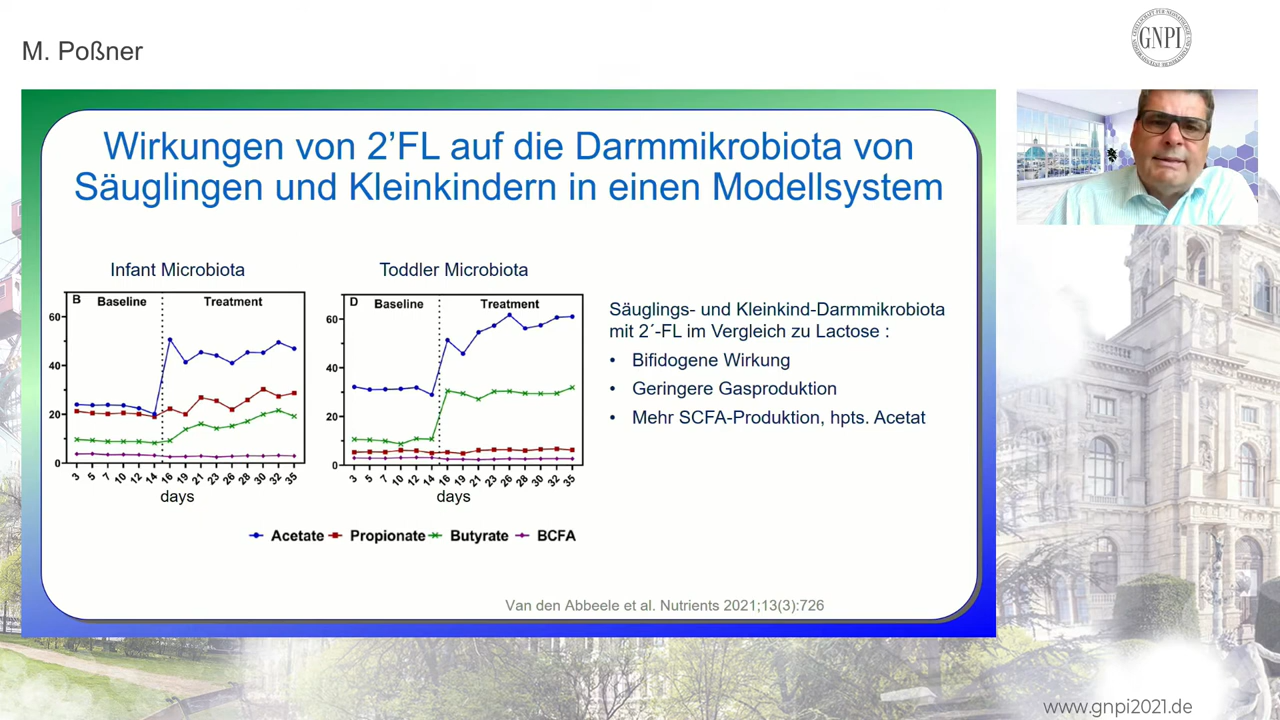 M. Poßner
GNPI
Wirkungen von 2’FL auf die Darmmikrobiota von
Säuglingen und Kleinkindern in einen Modellsystem
Infant Microbiota
B Baseline Treatment
60
40
20
0
3 5 7 10 12 14 16 19 21 23 26 28 30 32 35
days
Toddler Microbiota
D Baseline Treatment
60
40
20
0
3 5 7 10 12 14 16 19 21 23 26 28 30 32 35
days
Acetate Propionate Butyrate BCFA
Säuglings- und Kleinkind-Darmmikrobiota
mit 2´-FL im Vergleich zu Lactose :
• Bifidogene Wirkung
• Geringere Gasproduktion
• Mehr SCFA-Produktion, hpts. Acetat
Van den Abbeele et al. Nutrients 2021;13(3):726
www.gnpi2021.de